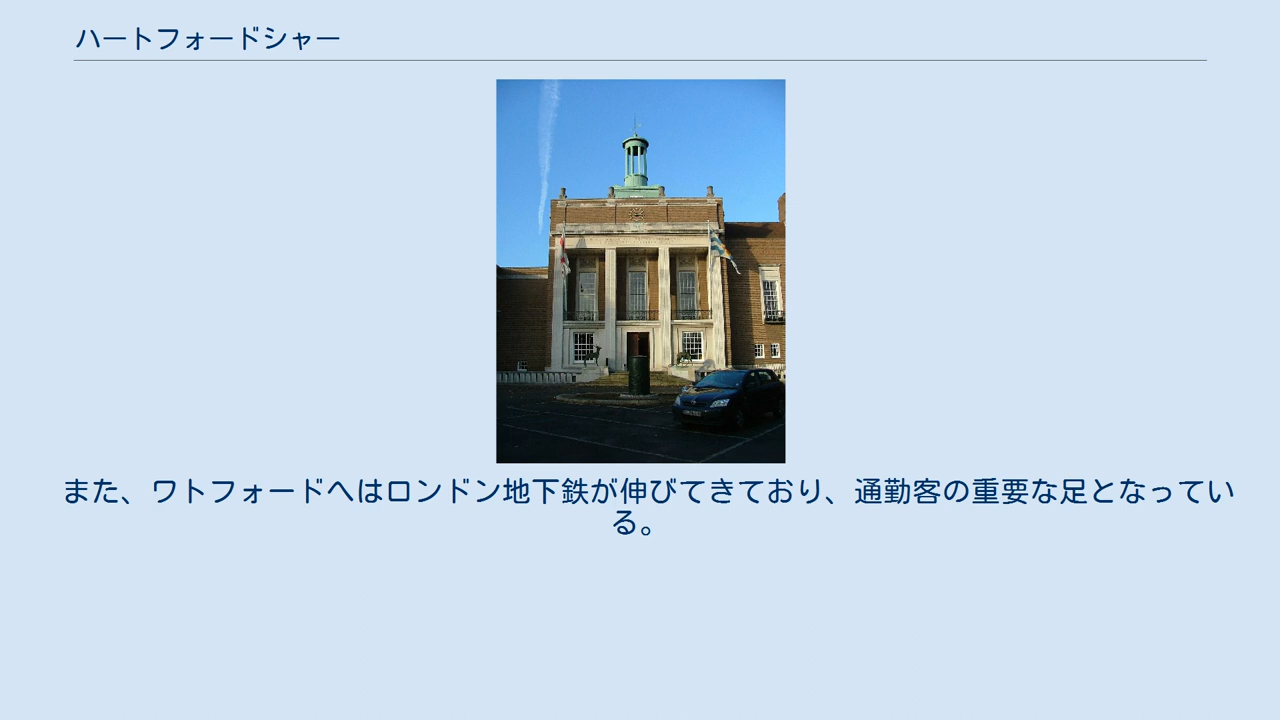 ハートフォードシャー
また、ワトフォードへはロンドン地下鉄が伸びてきており、通勤客の重要な足となってい
る。